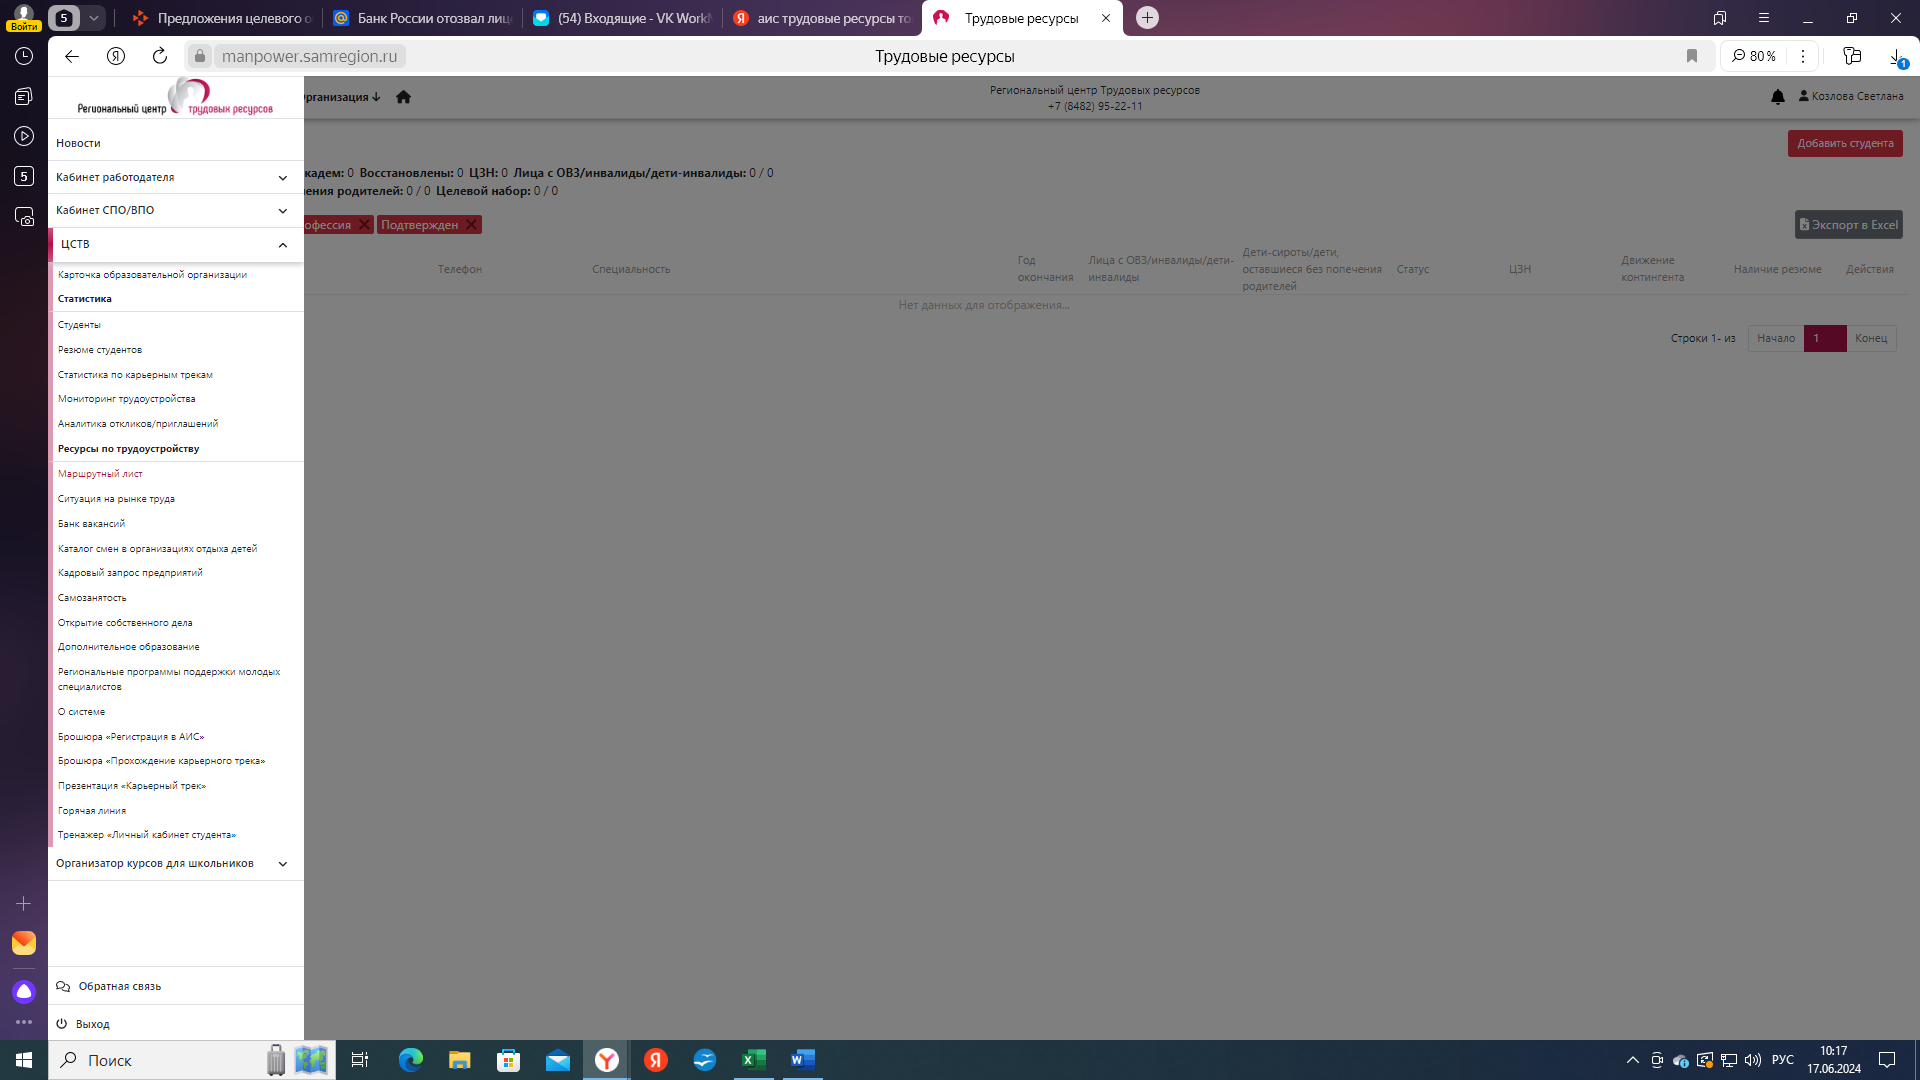 5
Предложения целевого о
Банк России отозвал лиц
(54) Входящие - VK Work
аис трудовые ресурсы то
Трудовые ресурсы
Войти
manpower.samregion.ru
Трудовые ресурсы
80 %
1
Региональный центр трудовых ресурсов
рганизация
Региональный центр Трудовых ресурсов
+7 (8482) 95-22-11
Козлова Светлана
5
Новости
Кабинет работодателя
Кабинет СПО/ВПО
ЦСТВ
Карточка образовательной организации
Статистика
Студенты
Резюме студентов
Статистика по карьерным трекам
Мониторинг трудоустройства
Аналитика откликов/приглашений
Ресурсы по трудоустройству
Маршрутный лист
Ситуация на рынке труда
Банк вакансий
Каталог смен в организациях отдыха детей
Кадровый запрос предприятий
Самозанятость
Открытие собственного дела
Дополнительное образование
Региональные программы поддержки молодых
специалистов
О системе
Брошюра «Регистрация в АИС»
Брошюра «Прохождение карьерного трека»
Презентация «Карьерный трек»
Горячая линия
Тренажер «Личный кабинет студента»
Организатор курсов для школьников
Обратная связь
Выход
Добавить студента
кадем: 0 Восстановлены: 0 ЦЗН: 0 Лица с ОВЗ/инвалиды/дети-инвалиды: 0 / 0
ения родителей: 0 / 0 Целевой набор: 0 / 0
офессия
Подтвержден
Экспорт в Excel
Телефон
Специальность
Год
окончания
Лица с ОВЗ/инвалиды/дети-
инвалиды
Дети-сироты/дети,
оставшиеся без попечения
родителей
Статус
ЦЗН
Движение
контингента
Наличие резюме
Действия
Нет данных для отображения...
Строки 1- из
Начало
1
Конец
Поиск
РУС
10:17
17.06.2024